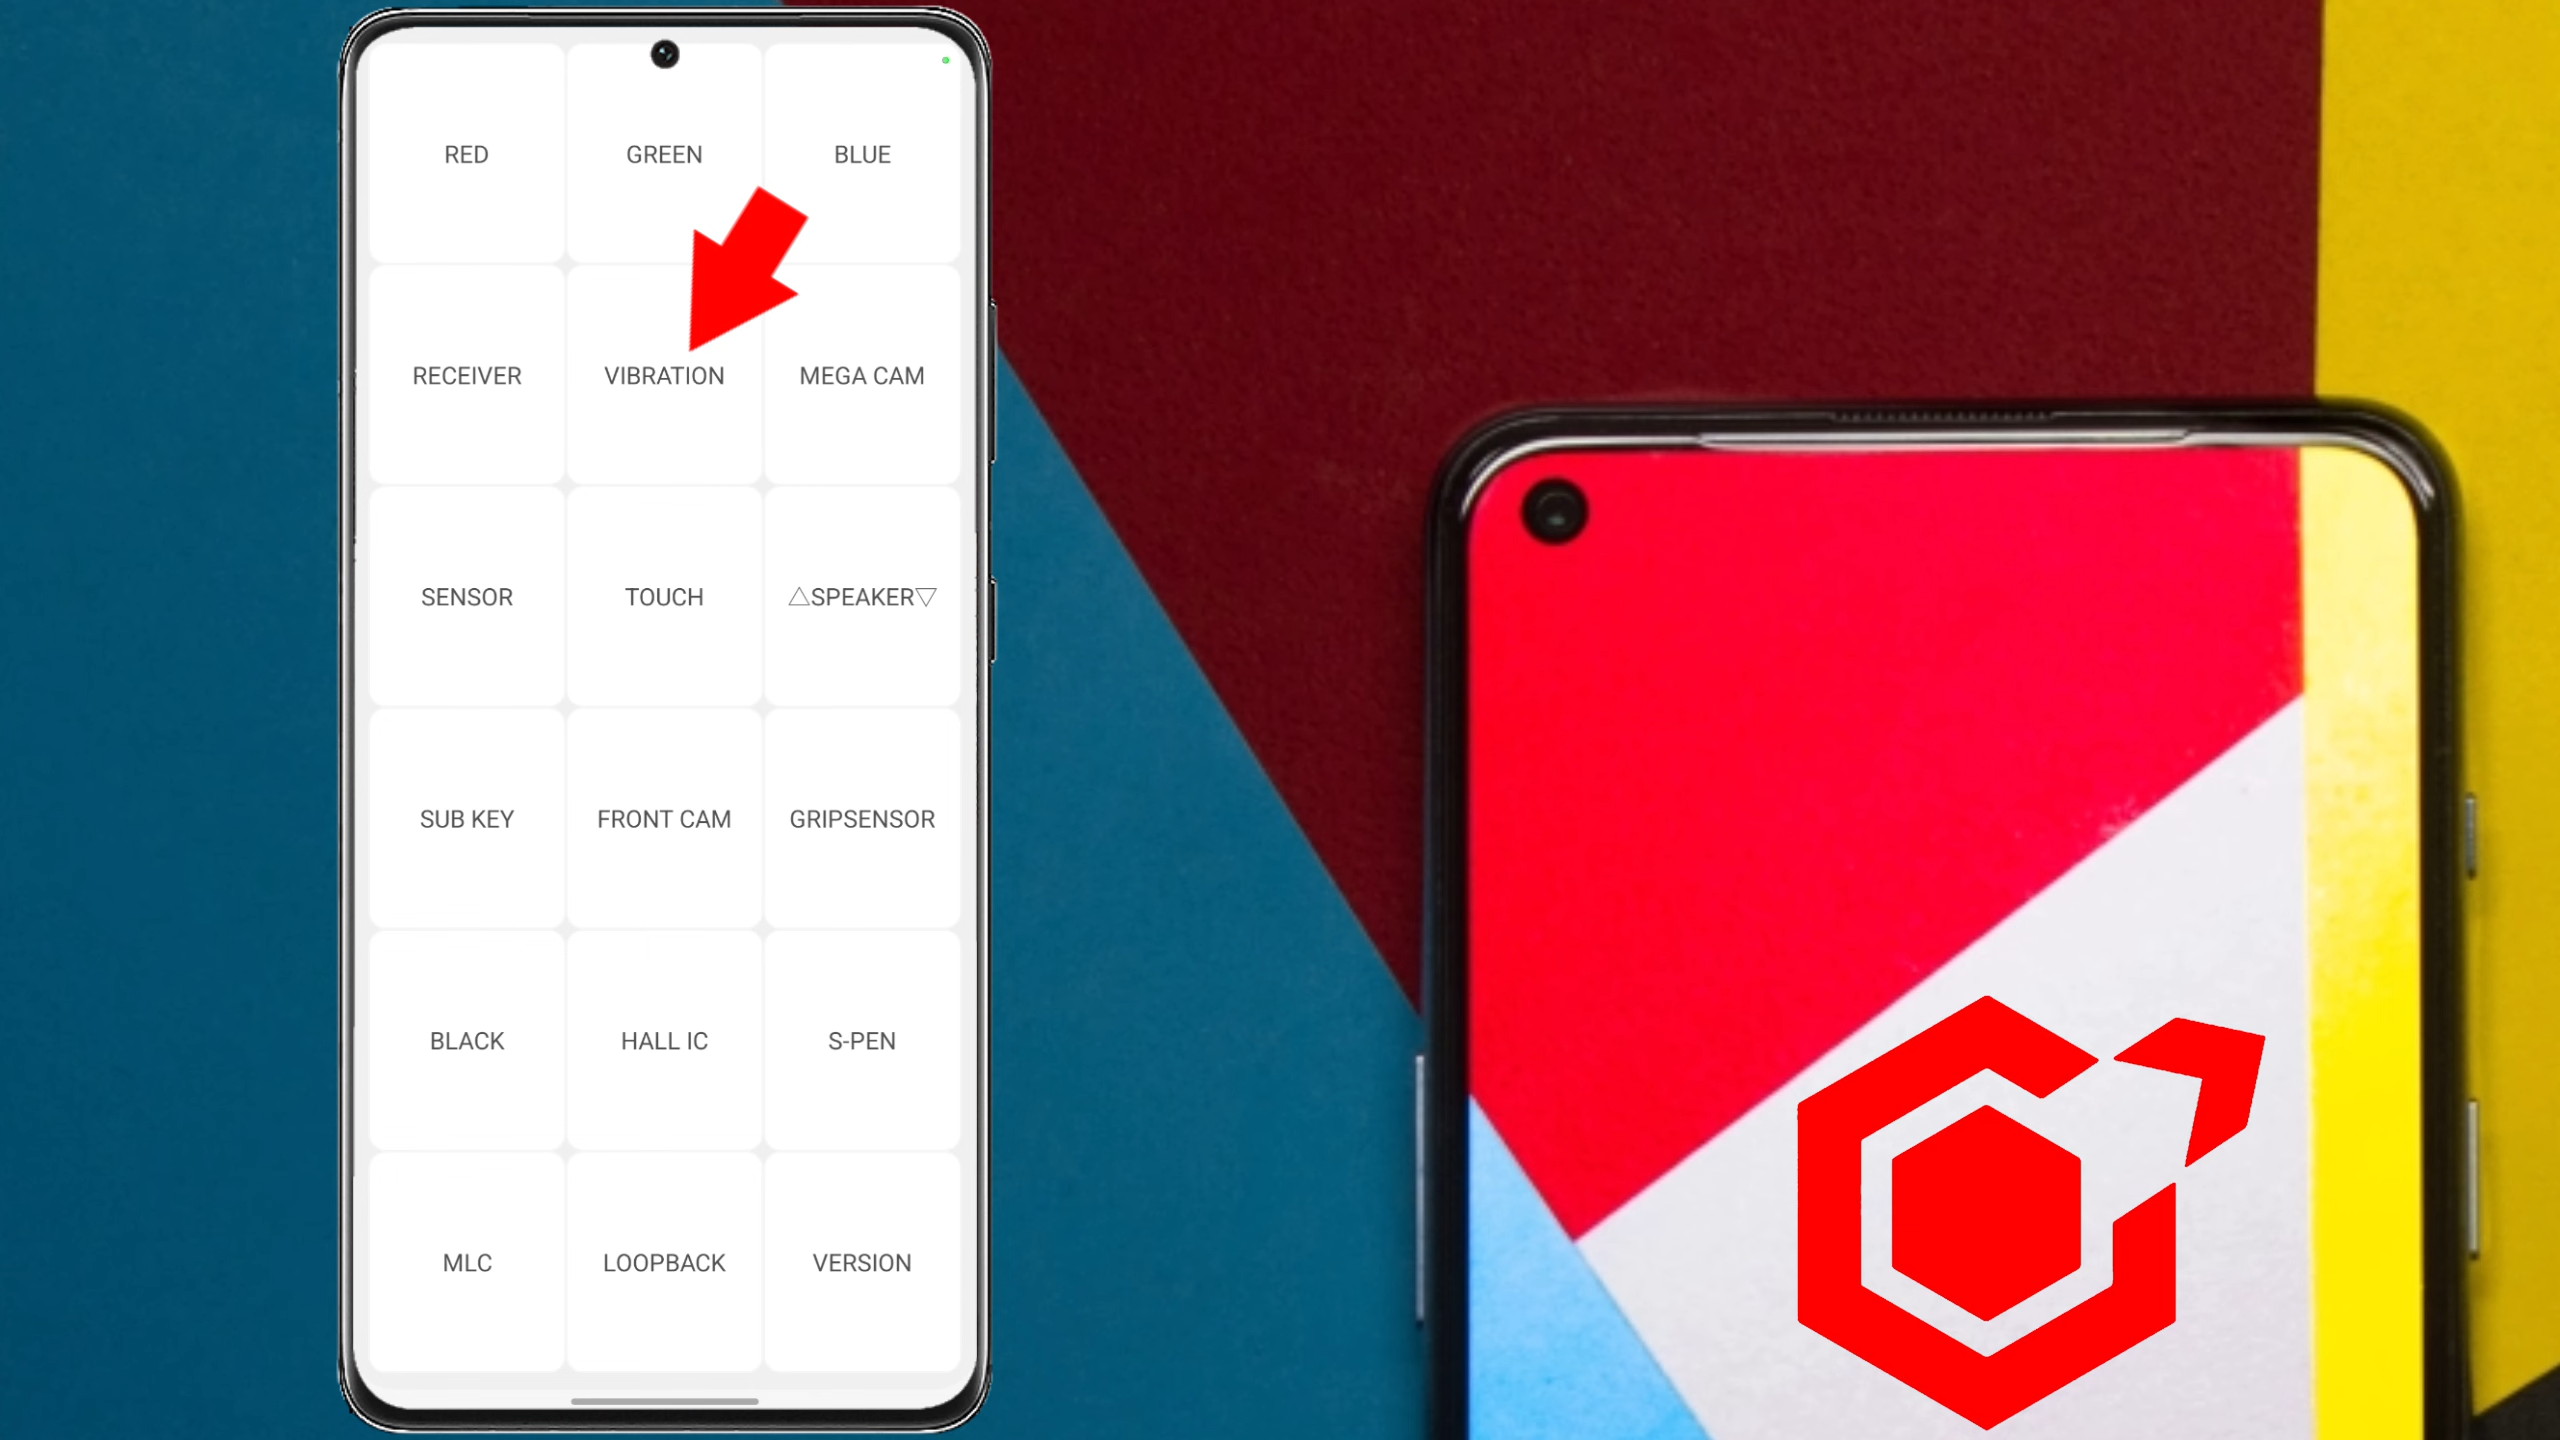 RED
GREEN
BLUE
RECEIVER
VIBRATION
MEGA CAM
SENSOR
TOUCH
△SPEAKER▽
SUB KEY
FRONT CAM
GRIPSENSOR
BLACK
HALL IC
S-PEN
MLC
LOOPBACK
VERSION